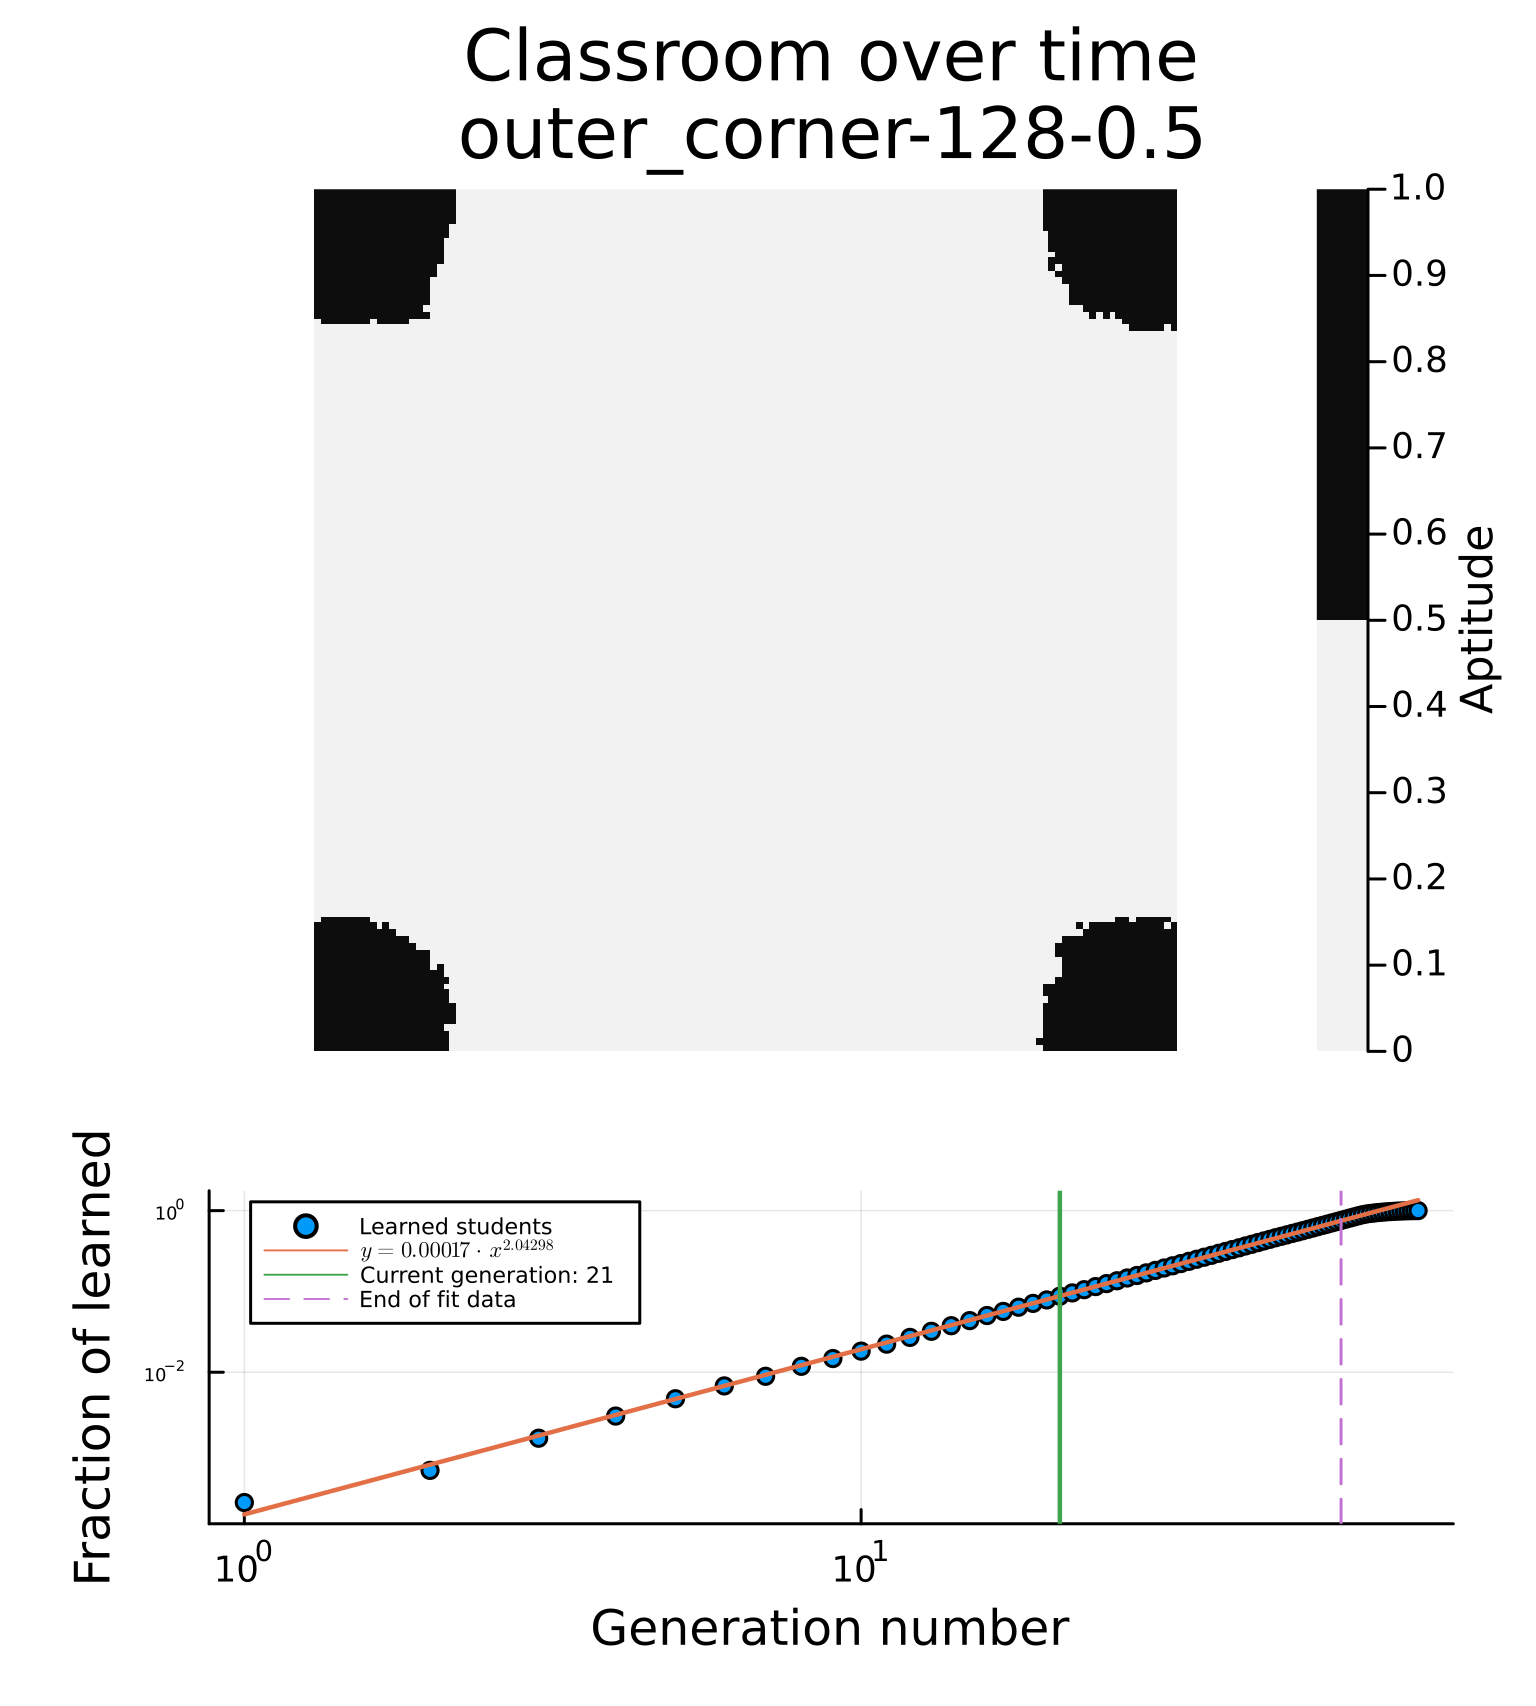 Classroom over time
outer_corner-128-0.5
1.0
0.9
0.8
0.7
0.6
0.5
0.4
0.3
0.2
0.1
0
Aptitude
Fraction of learned
10⁰
10⁻²
Learned students
y = 0.00017 · x^2.04298
Current generation: 21
End of fit data
10⁰
10¹
Generation number